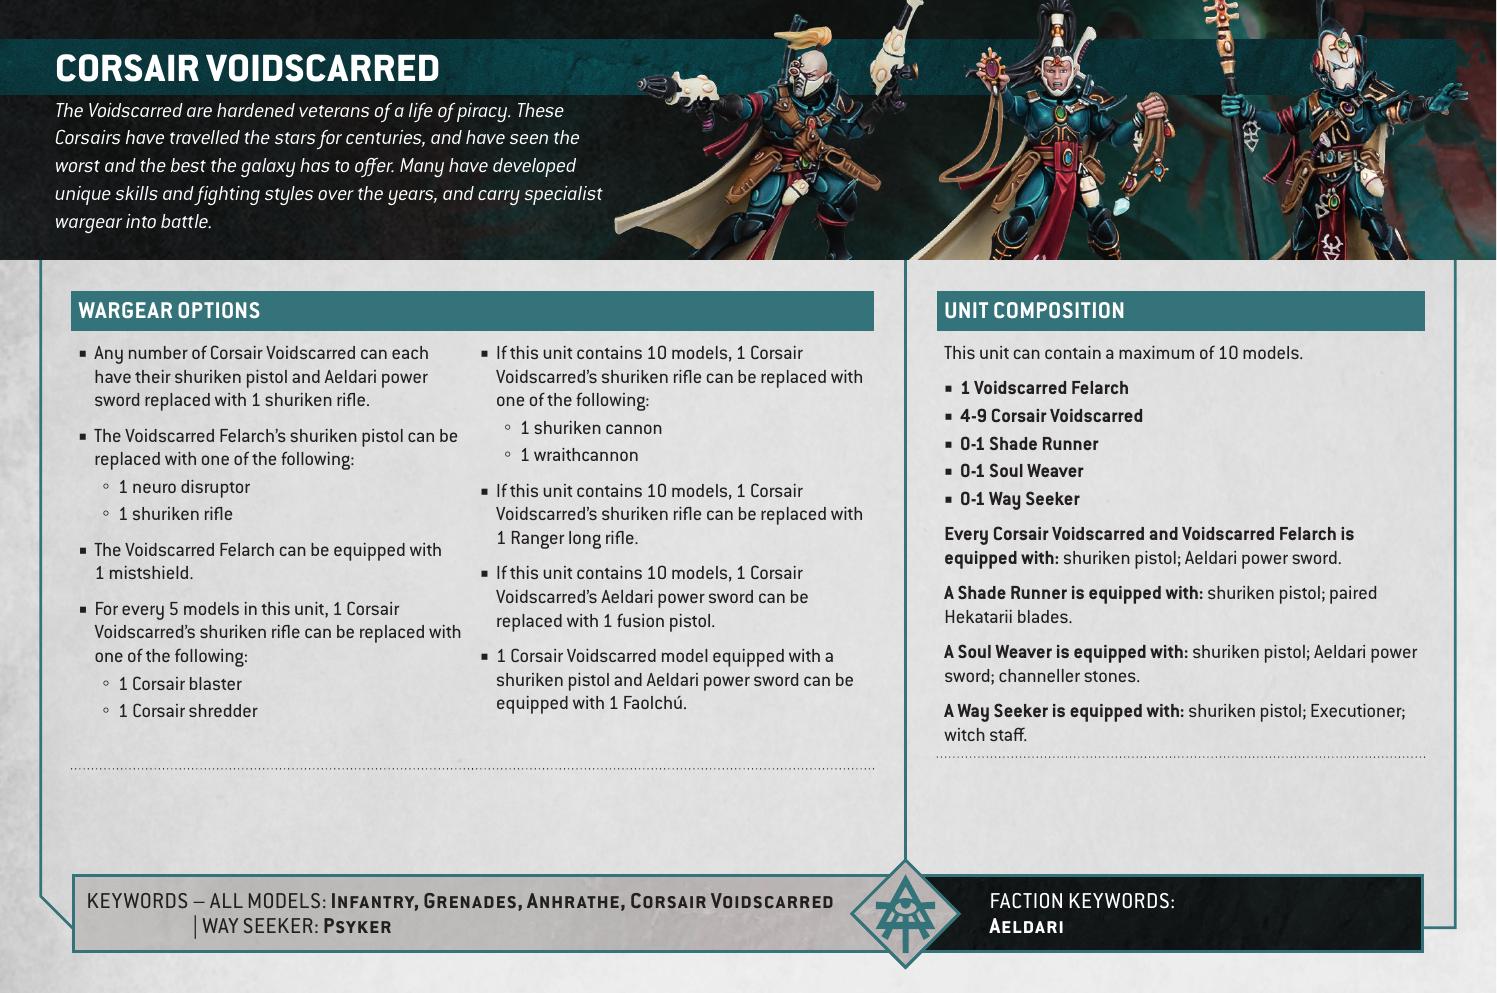 CORSAIR VOIDSCARRED
The Voidscarred are hardened veterans of a life of piracy. These
Corsairs have travelled the stars for centuries, and have seen the
worst and the best the galaxy has to offer. Many have developed
unique skills and fighting styles over the years, and carry specialist
wargear into battle.
WARGEAR OPTIONS
▪ Any number of Corsair Voidscarred can each
have their shuriken pistol and Aeldari power
sword replaced with 1 shuriken rifle.
▪ The Voidscarred Felarch's shuriken pistol can be
replaced with one of the following:
◦ 1 neuro disruptor
◦ 1 shuriken rifle
▪ The Voidscarred Felarch can be equipped with
1 mistshield.
▪ For every 5 models in this unit, 1 Corsair
Voidscarred's shuriken rifle can be replaced with
one of the following:
◦ 1 Corsair blaster
◦ 1 Corsair shredder
▪ If this unit contains 10 models, 1 Corsair
Voidscarred's shuriken rifle can be replaced with
one of the following:
◦ 1 shuriken cannon
◦ 1 wraithcannon
▪ If this unit contains 10 models, 1 Corsair
Voidscarred's shuriken rifle can be replaced with
1 Ranger long rifle.
▪ If this unit contains 10 models, 1 Corsair
Voidscarred's Aeldari power sword can be
replaced with 1 fusion pistol.
▪ 1 Corsair Voidscarred model equipped with a
shuriken pistol and Aeldari power sword can be
equipped with 1 Faolchú.
UNIT COMPOSITION
This unit can contain a maximum of 10 models.
▪ 1 Voidscarred Felarch
▪ 4-9 Corsair Voidscarred
▪ 0-1 Shade Runner
▪ 0-1 Soul Weaver
▪ 0-1 Way Seeker
Every Corsair Voidscarred and Voidscarred Felarch is
equipped with: shuriken pistol; Aeldari power sword.
A Shade Runner is equipped with: shuriken pistol; paired
Hekatarii blades.
A Soul Weaver is equipped with: shuriken pistol; Aeldari power
sword; channeller stones.
A Way Seeker is equipped with: shuriken pistol; Executioner;
witch staff.
KEYWORDS – ALL MODELS: Infantry, Grenades, Anhrathe, Corsair Voidscarred
| WAY SEEKER: Psyker
FACTION KEYWORDS:
Aeldari